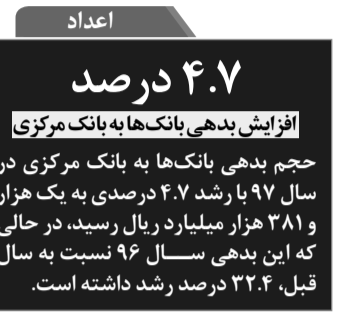 اعداد
۴.۷ درصد
افزایش بدهی بانک‌ها به بانک مرکزی
حجم بدهی بانک‌ها به بانک مرکزی در
سال ۹۷ با رشد ۴.۷ درصدی به یک هزار
و ۳۸۱ هزار میلیارد ریال رسید، در حالی
که این بدهی ســـال ۹۶ نسبت به سال
قبل، ۳۲.۴ درصد رشد داشته است.